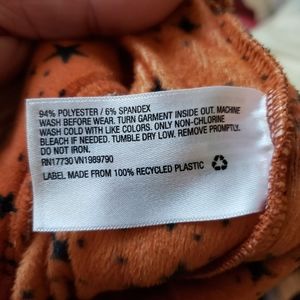 94% POLYESTER / 6% SPANDEX
WASH BEFORE WEAR. TURN GARMENT INSIDE OUT. MACHINE
WASH COLD WITH LIKE COLORS. ONLY NON-CHLORINE
BLEACH IF NEEDED. TUMBLE DRY LOW. REMOVE PROMPTLY.
DO NOT IRON.
RN17730 VN1989790
LABEL MADE FROM 100% RECYCLED PLASTIC